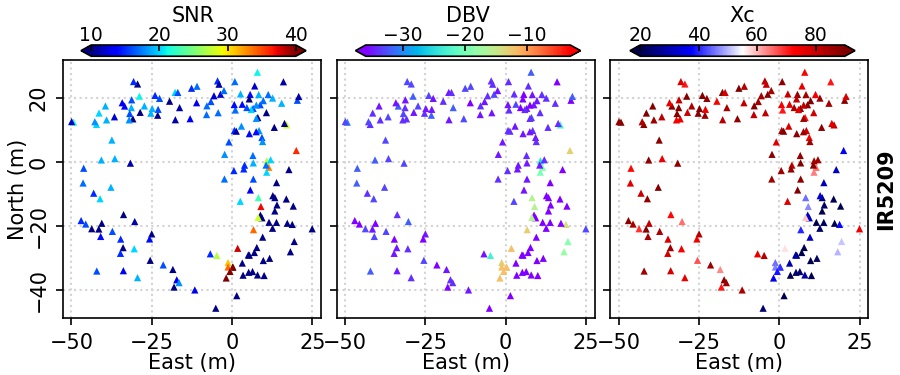 SNR DBV Xc
10 20 30 40 −30 −20 −10 20 40 60 80
20
0
−20
−40
North (m)
IR5209
−50 −25 0 25 −50 −25 0 25 −50 −25 0 25
East (m) East (m) East (m)